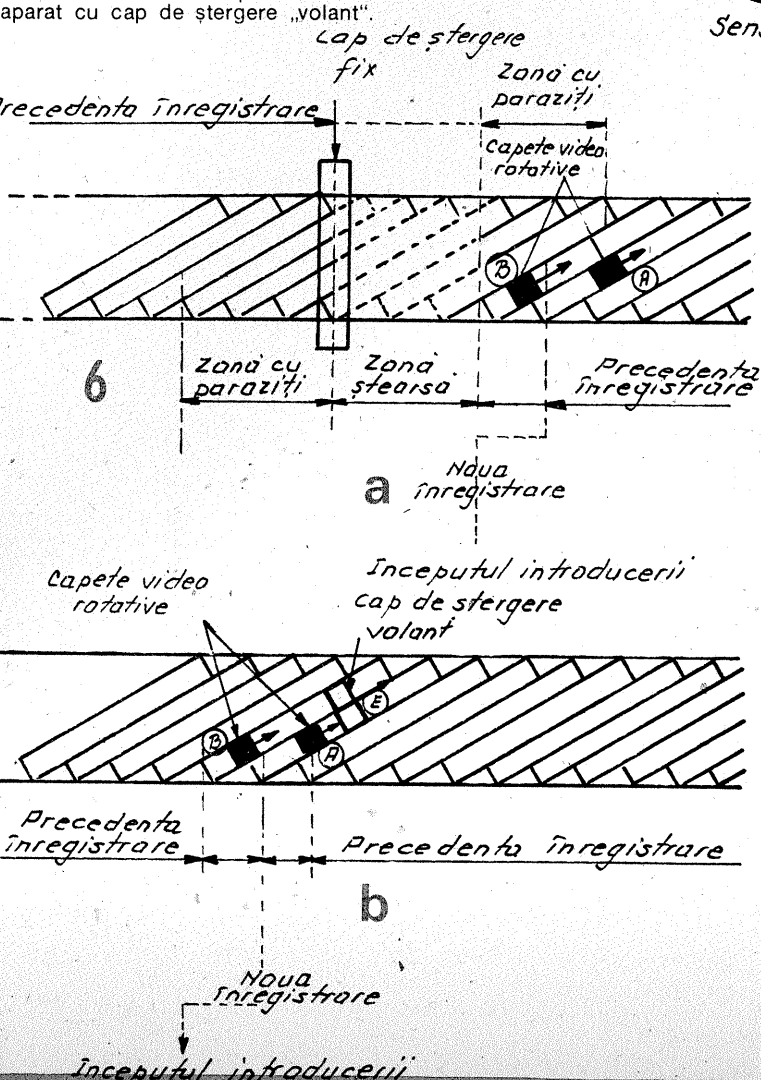 aparat cu cap de ștergere „volant“.
Cap de ștergere
fix
Zonă cu
paraziți
Precedenta înregistrare
Capete video
rotative
B
A
6
Zonă cu
paraziți
Zonă
ștearsă
Precedenta
înregistrare
a
Noua
înregistrare
Inceputul introducerii
Capete video
rotative
Cap de stergere
volant
B
A
E
Precedenta
înregistrare
Precedenta înregistrare
b
Noua
înregistrare
Inceputul introducerii